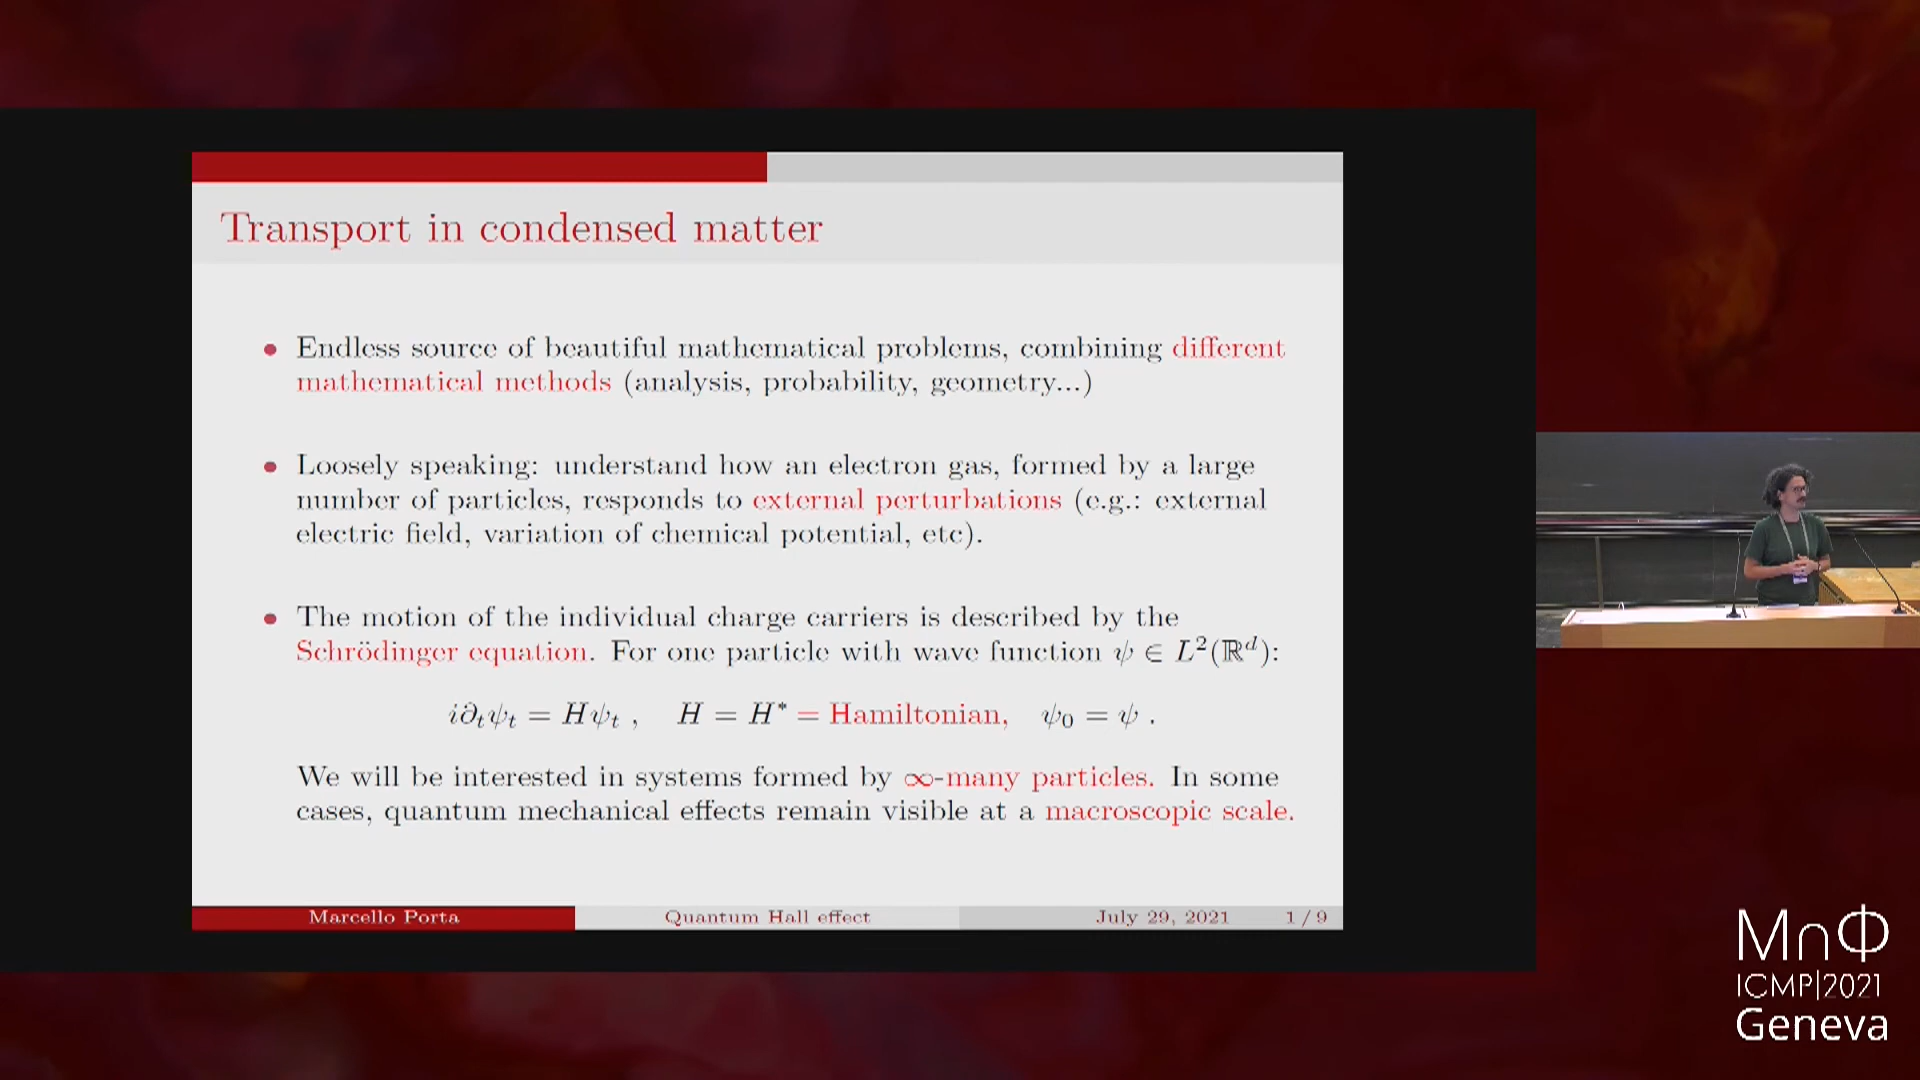 Transport in condensed matter
• Endless source of beautiful mathematical problems, combining different
mathematical methods (analysis, probability, geometry...)
• Loosely speaking: understand how an electron gas, formed by a large
number of particles, responds to external perturbations (e.g.: external
electric field, variation of chemical potential, etc).
• The motion of the individual charge carriers is described by the
Schrödinger equation. For one particle with wave function ψ ∈ L²(ℝᵈ):
i∂ₜψₜ = Hψₜ , H = H* = Hamiltonian, ψ₀ = ψ .
We will be interested in systems formed by ∞-many particles. In some
cases, quantum mechanical effects remain visible at a macroscopic scale.
Marcello Porta Quantum Hall effect July 29, 2021 1 / 9
M∩Φ
ICMP|2021
Geneva